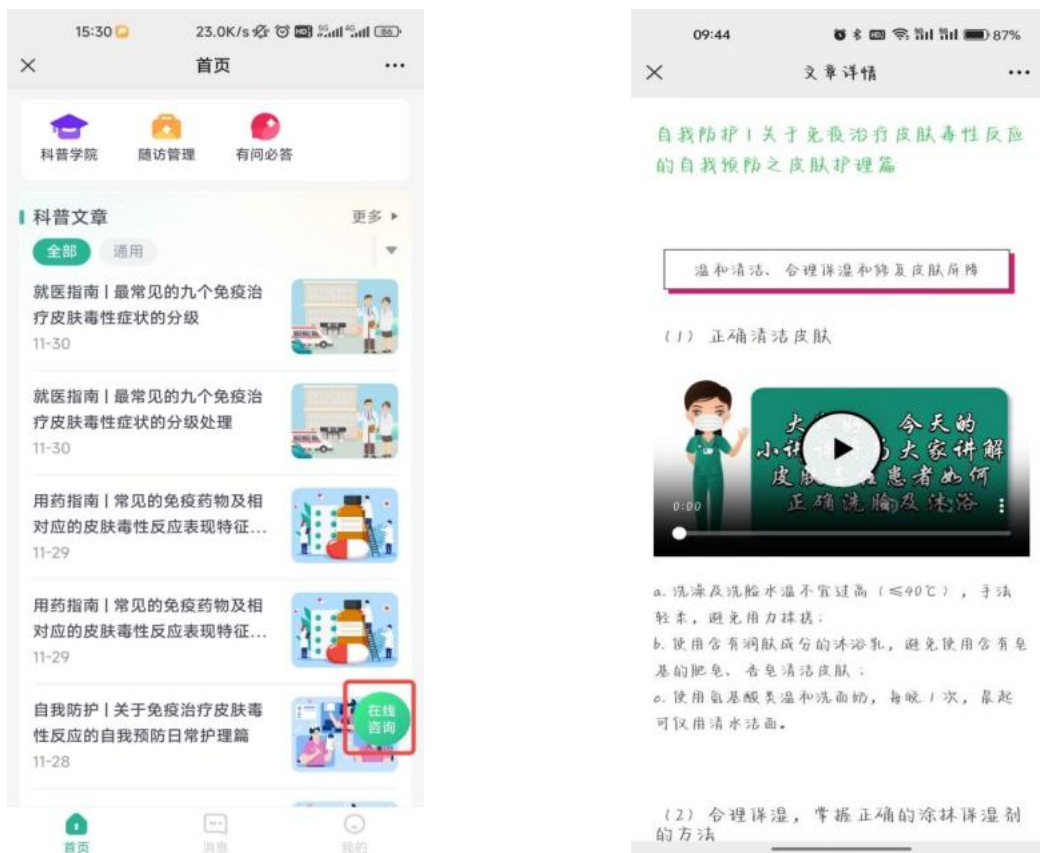 15:30 23.0K/s 5G 4G 86
首页
科普学院 随访管理 有问必答
科普文章 更多
全部 通用
就医指南 | 最常见的九个免疫治
疗皮肤毒性症状的分级
11-30
就医指南 | 最常见的九个免疫治
疗皮肤毒性症状的分级处理
11-30
用药指南 | 常见的免疫药物及相
对应的皮肤毒性反应表现特征...
11-29
用药指南 | 常见的免疫药物及相
对应的皮肤毒性反应表现特征...
11-29
自我防护 | 关于免疫治疗皮肤毒
性反应的自我预防日常护理篇
11-28
在线
咨询
首页 消息 我的
09:44 87%
文章详情
自我防护 | 关于免疫治疗皮肤毒性反应
的自我预防之皮肤护理篇
温和清洁、合理保湿和修复皮肤屏障
(1) 正确清洁皮肤
今天的
大家讲解
患者如何
正确洗脸及沐浴
0:00
a. 洗澡及洗脸水温不宜过高(≤40℃),手法
轻柔,避免用力揉搓;
b. 使用含有润肤成分的沐浴乳,避免使用含有皂
基的肥皂、香皂清洁皮肤;
c. 使用氨基酸类温和洗面奶,每晚1次,晨起
可仅用清水洁面。
(2) 合理保湿,掌握正确的涂抹保湿剂
的方法